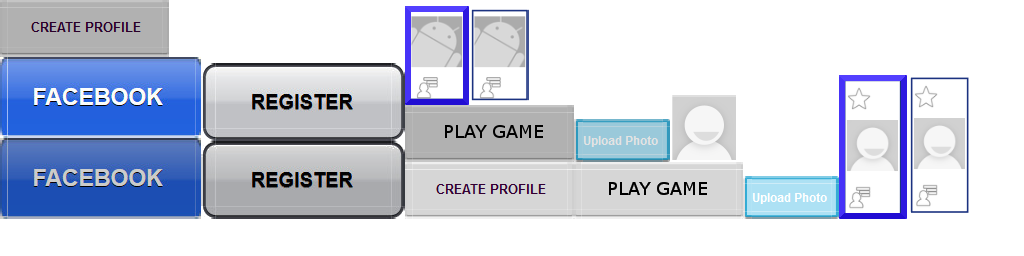 CREATE PROFILE
FACEBOOK
REGISTER
PLAY GAME
Upload Photo
FACEBOOK
REGISTER
CREATE PROFILE
PLAY GAME
Upload Photo